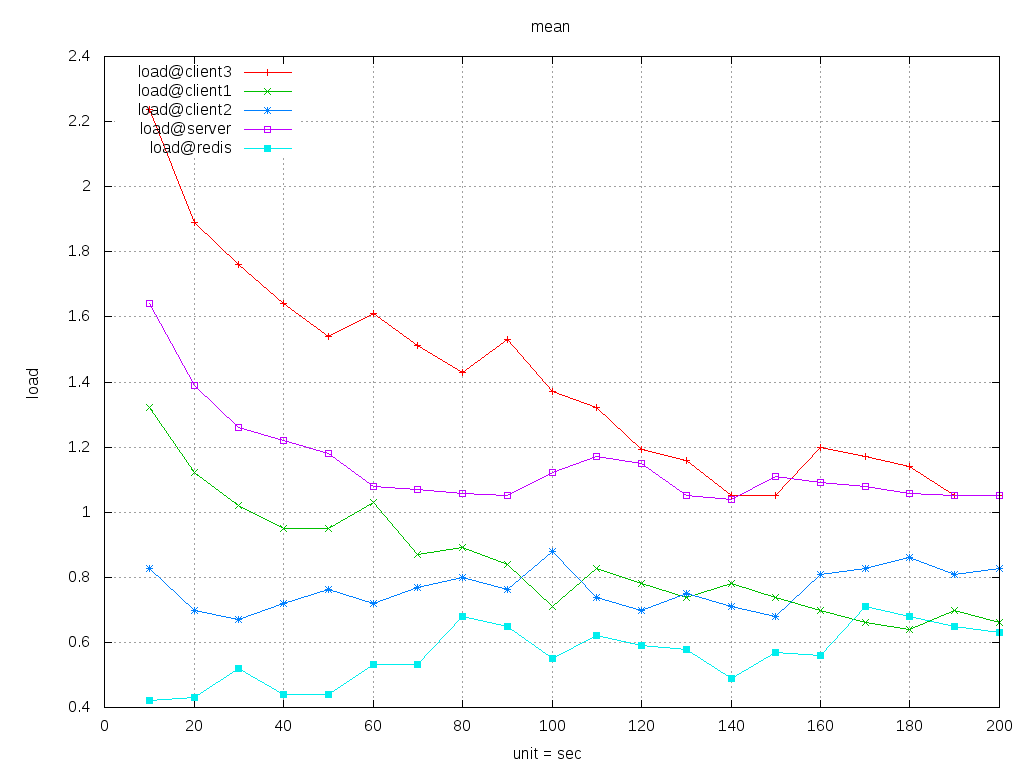 mean
2.4
2.2
2
1.8
1.6
1.4
1.2
1
0.8
0.6
0.4
load
load@client3
load@client1
load@client2
load@server
load@redis
0 20 40 60 80 100 120 140 160 180 200
unit = sec